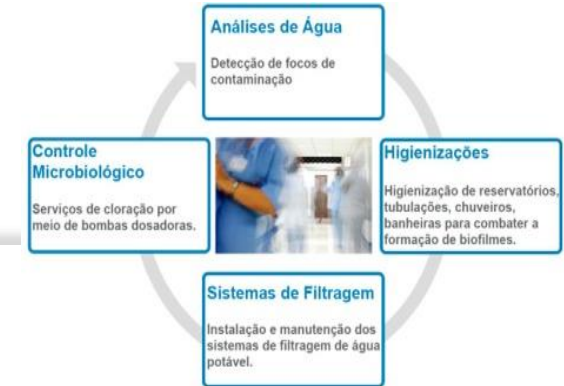 Análises de Água
Detecção de focos de
contaminação
Controle
Microbiológico
Serviços de cloração por
meio de bombas dosadoras.
Higienizações
Higienização de reservatórios,
tubulações, chuveiros,
banheiras para combater a
formação de biofilmes.
Sistemas de Filtragem
Instalação e manutenção dos
sistemas de filtragem de água
potável.